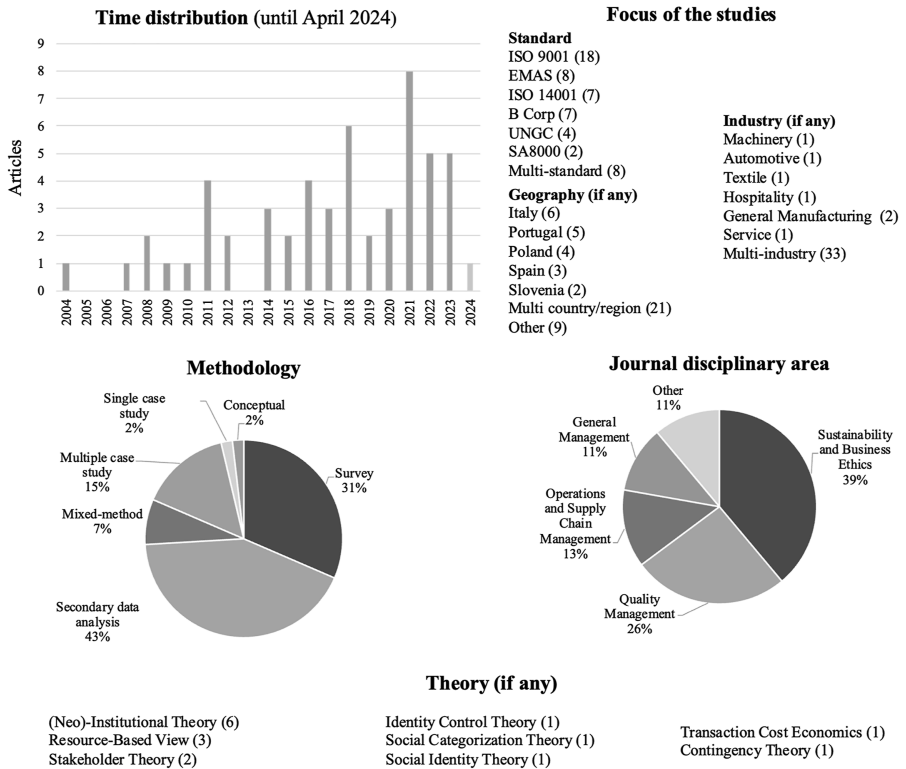 Time distribution (until April 2024)
9
8
7
6
5
4
3
2
1
0
Articles
2004
2005
2006
2007
2008
2009
2010
2011
2012
2013
2014
2015
2016
2017
2018
2019
2020
2021
2022
2023
2024
Focus of the studies
Standard
ISO 9001 (18)
EMAS (8)
ISO 14001 (7)
B Corp (7)
UNGC (4)
SA8000 (2)
Multi-standard (8)
Geography (if any)
Italy (6)
Portugal (5)
Poland (4)
Spain (3)
Slovenia (2)
Multi country/region (21)
Other (9)
Industry (if any)
Machinery (1)
Automotive (1)
Textile (1)
Hospitality (1)
General Manufacturing (2)
Service (1)
Multi-industry (33)
Methodology
Single case
study
2%
Conceptual
2%
Survey
31%
Multiple case
study
15%
Mixed-method
7%
Secondary data
analysis
43%
Journal disciplinary area
Other
11%
General
Management
11%
Sustainability
and Business
Ethics
39%
Operations
and Supply
Chain
Management
13%
Quality
Management
26%
Theory (if any)
(Neo)-Institutional Theory (6)
Resource-Based View (3)
Stakeholder Theory (2)
Identity Control Theory (1)
Social Categorization Theory (1)
Social Identity Theory (1)
Transaction Cost Economics (1)
Contingency Theory (1)